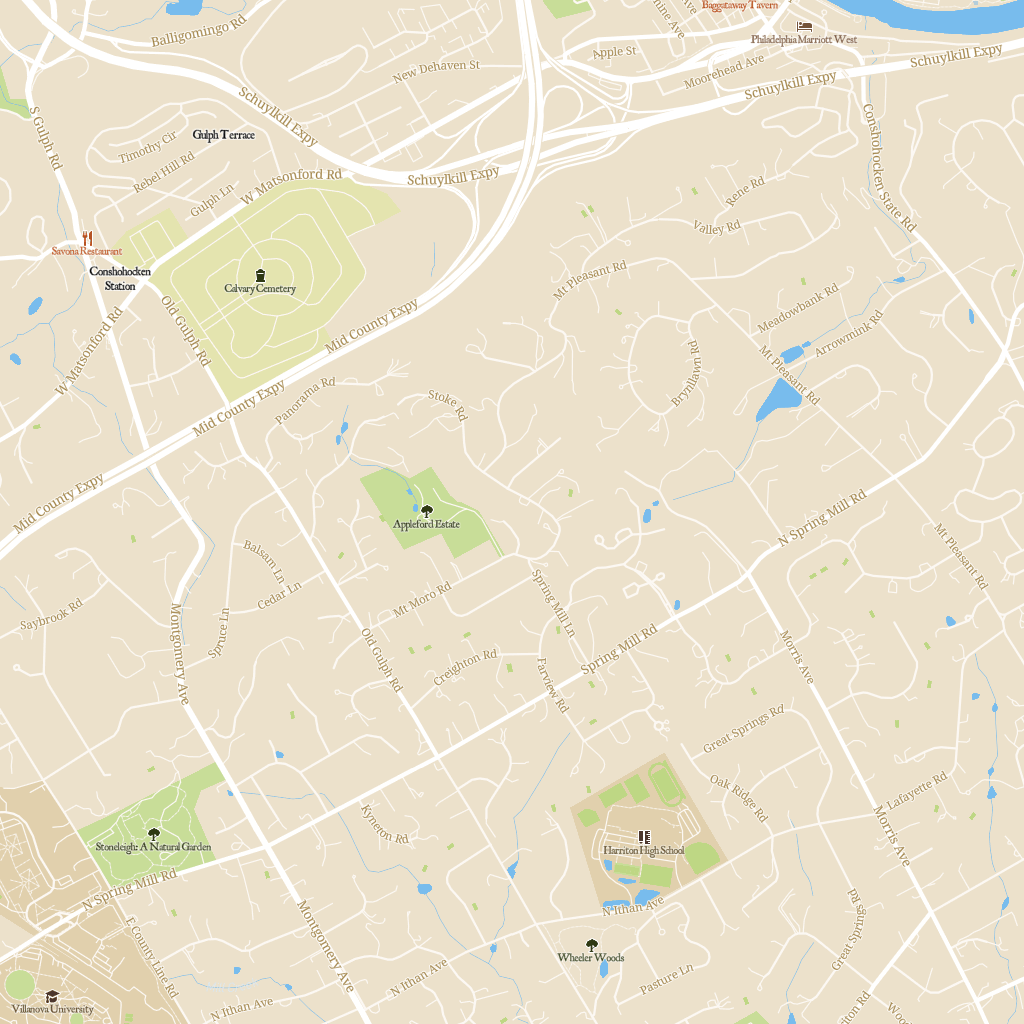 Baggataway Tavern
Philadelphia Marriott West
Balligomingo Rd
Apple St
New Dehaven St
Moorehead Ave
Schuylkill Expy
Schuylkill Expy
Schuylkill Expy
Schuylkill Expy
S Gulph Rd
Gulph Terrace
Timothy Cir
Rebel Hill Rd
Gulph Ln
W Matsonford Rd
Conshohocken State Rd
Rene Rd
Valley Rd
Savona Restaurant
Conshohocken
Station
Calvary Cemetery
Mt Pleasant Rd
Old Gulph Rd
W Matsonford Rd
Mid County Expy
Meadowbank Rd
Arrowmink Rd
Mt Pleasant Rd
Brynllawn Rd
Panorama Rd
Stoke Rd
Mid County Expy
Mid County Expy
Appleford Estate
N Spring Mill Rd
Mt Pleasant Rd
Balsam Ln
Cedar Ln
Spruce Ln
Saybrook Rd
Mt Moro Rd
Spring Mill Ln
Montgomery Ave
Old Gulph Rd
Creighton Rd
Farview Rd
Spring Mill Rd
Morris Ave
Great Springs Rd
Oak Ridge Rd
Lafayette Rd
Morris Ave
Stoneleigh: A Natural Garden
Kyneton Rd
Harriton High School
N Spring Mill Rd
E County Line Rd
Montgomery Ave
N Ithan Ave
N Ithan Ave
N Ithan Ave
Wheeler Woods
Pasture Ln
Great Springs Rd
Villanova University